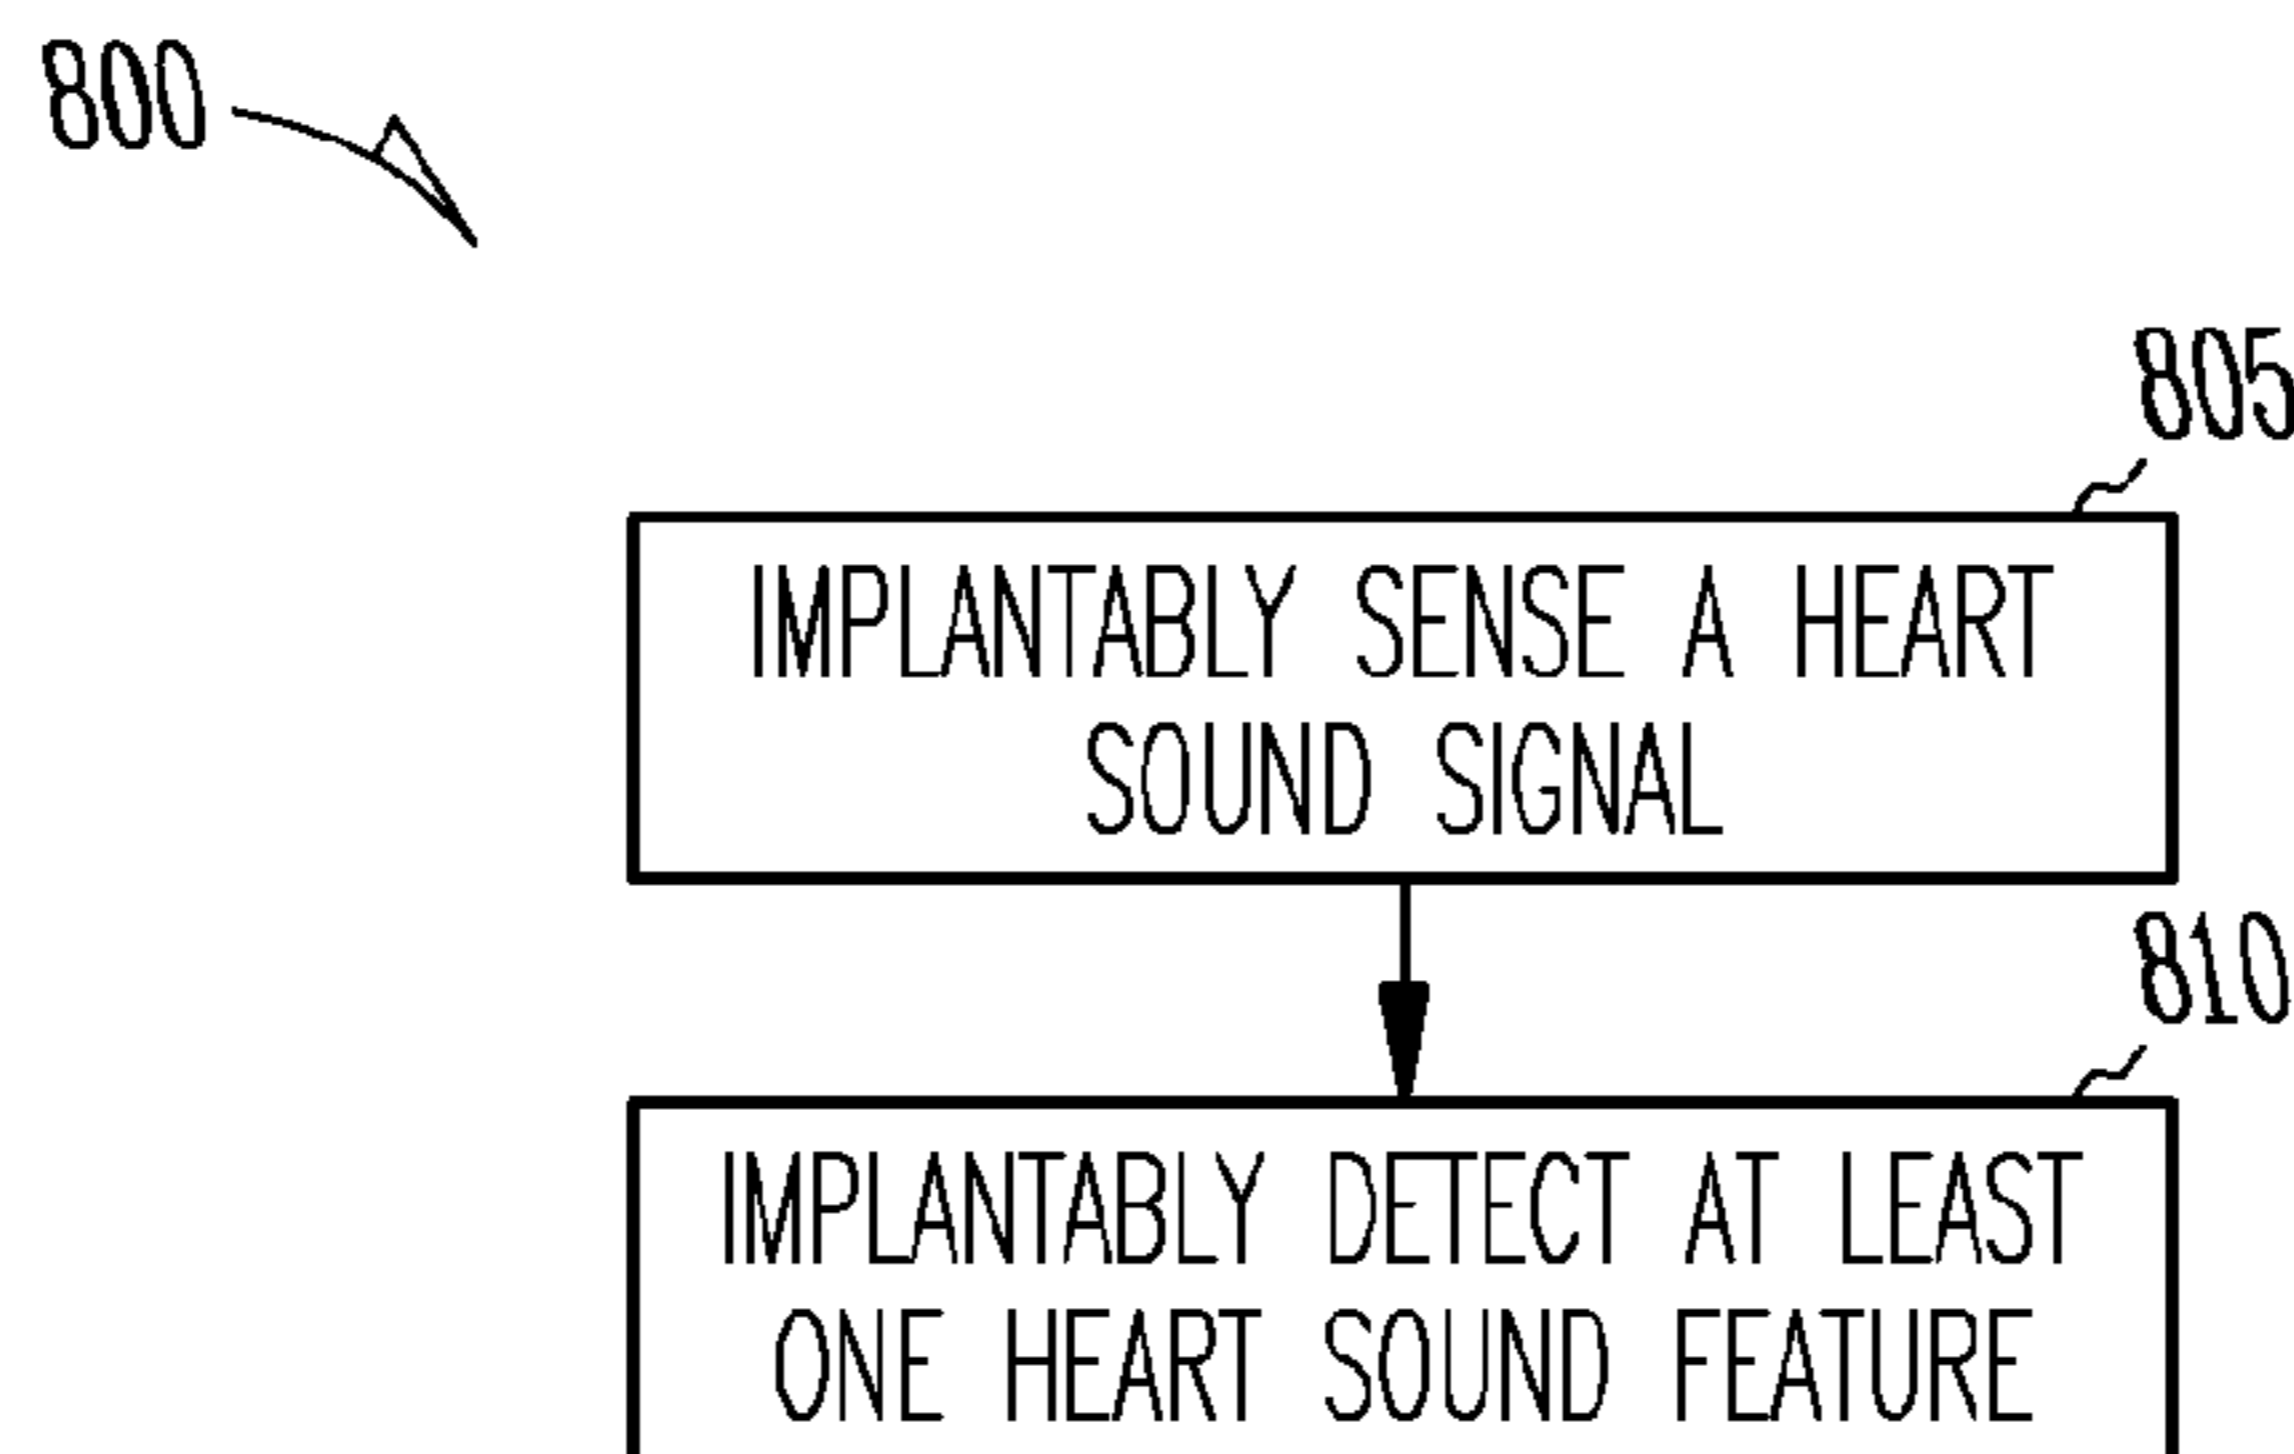 800
805
IMPLANTABLY SENSE A HEART
SOUND SIGNAL
810
IMPLANTABLY DETECT AT LEAST
ONE HEART SOUND FEATURE